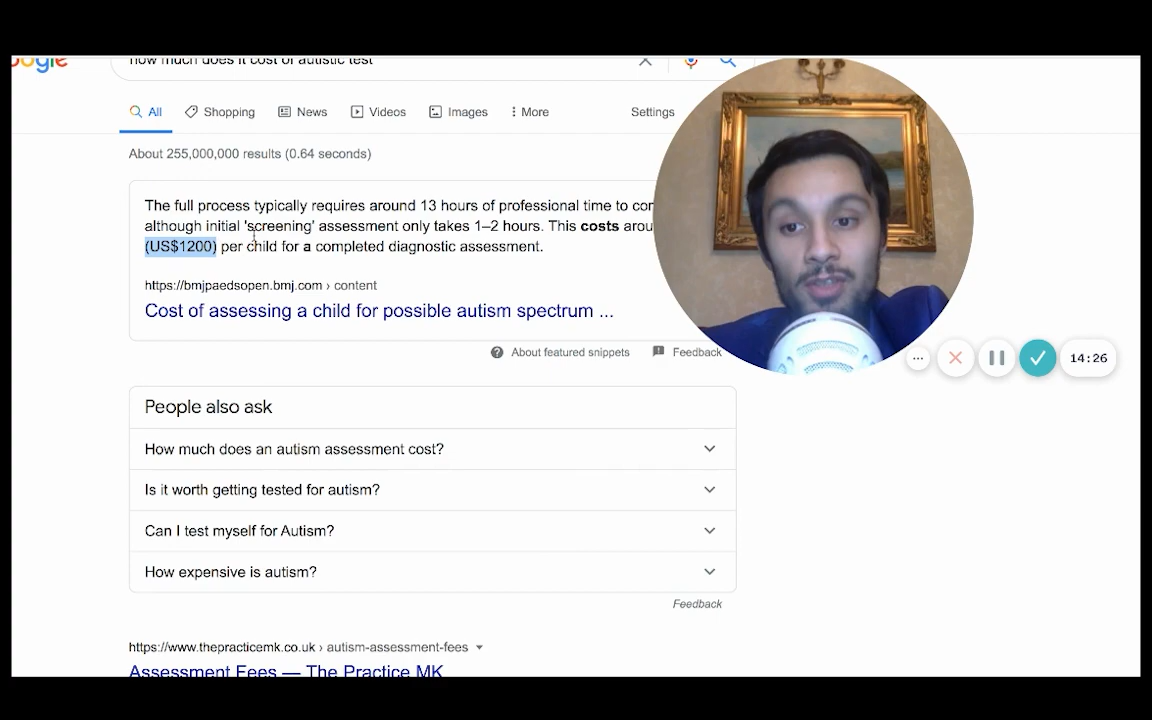 how much does it cost of autistic test
All
Shopping
News
Videos
Images
More
Settings
About 255,000,000 results (0.64 seconds)
The full process typically requires around 13 hours of professional time to
although initial 'screening' assessment only takes 1–2 hours. This costs
(US$1200) per child for a completed diagnostic assessment.
https://bmjpaedsopen.bmj.com › content
Cost of assessing a child for possible autism spectrum ...
About featured snippets
Feedback
14:26
People also ask
How much does an autism assessment cost?
Is it worth getting tested for autism?
Can I test myself for Autism?
How expensive is autism?
Feedback
https://www.thepracticemk.co.uk › autism-assessment-fees
Assessment Fees — The Practice MK